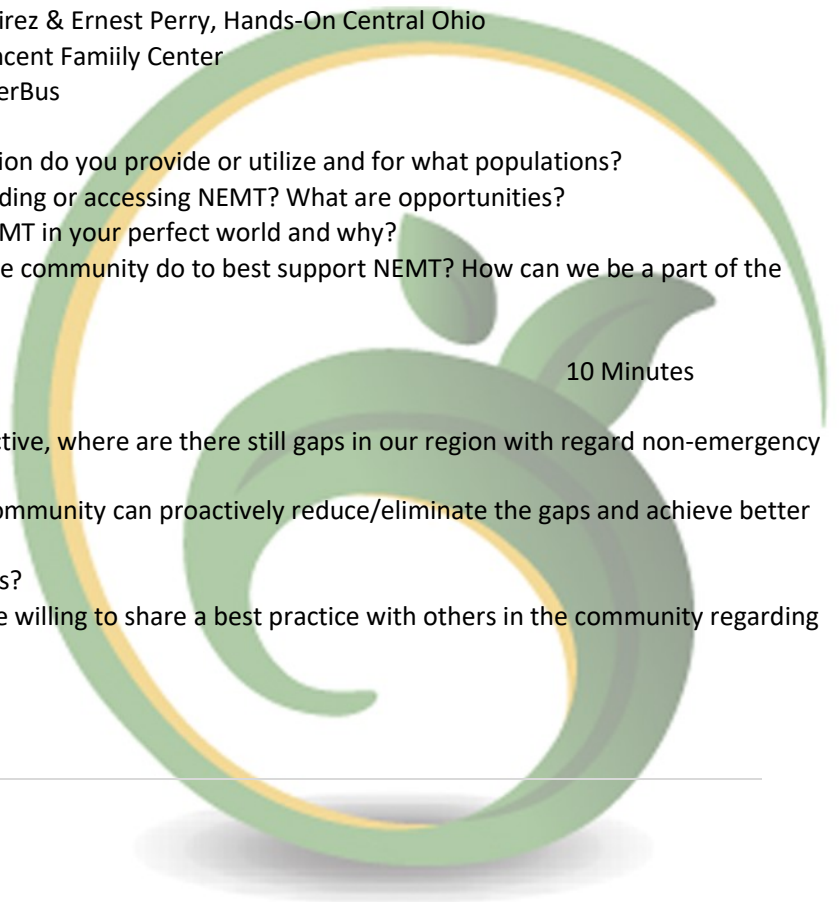 irez & Ernest Perry, Hands-On Central Ohio
ncent Famiily Center
erBus
ion do you provide or utilize and for what populations?
ding or accessing NEMT? What are opportunities?
MT in your perfect world and why?
e community do to best support NEMT? How can we be a part of the
10 Minutes
ctive, where are there still gaps in our region with regard non-emergency
ommunity can proactively reduce/eliminate the gaps and achieve better
s?
e willing to share a best practice with others in the community regarding